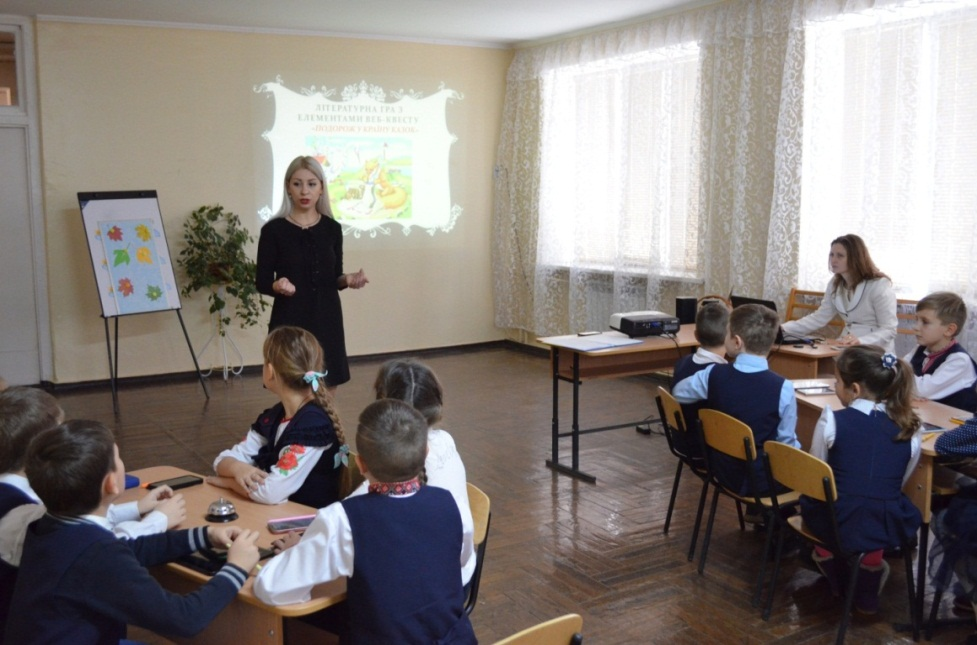 ЛІТЕРАТУРНА ГРА З
ЕЛЕМЕНТАМИ ВЕБ-КВЕСТУ
«ПОДОРОЖ У КРАЇНУ КАЗОК»